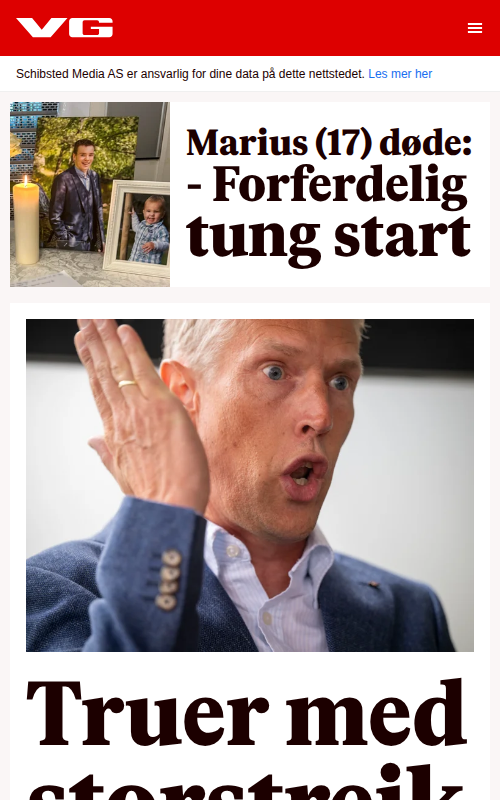 VG
Schibsted Media AS er ansvarlig for dine data på dette nettstedet. Les mer her
Marius (17) døde:
- Forferdelig
tung start
Truer med
storstreik